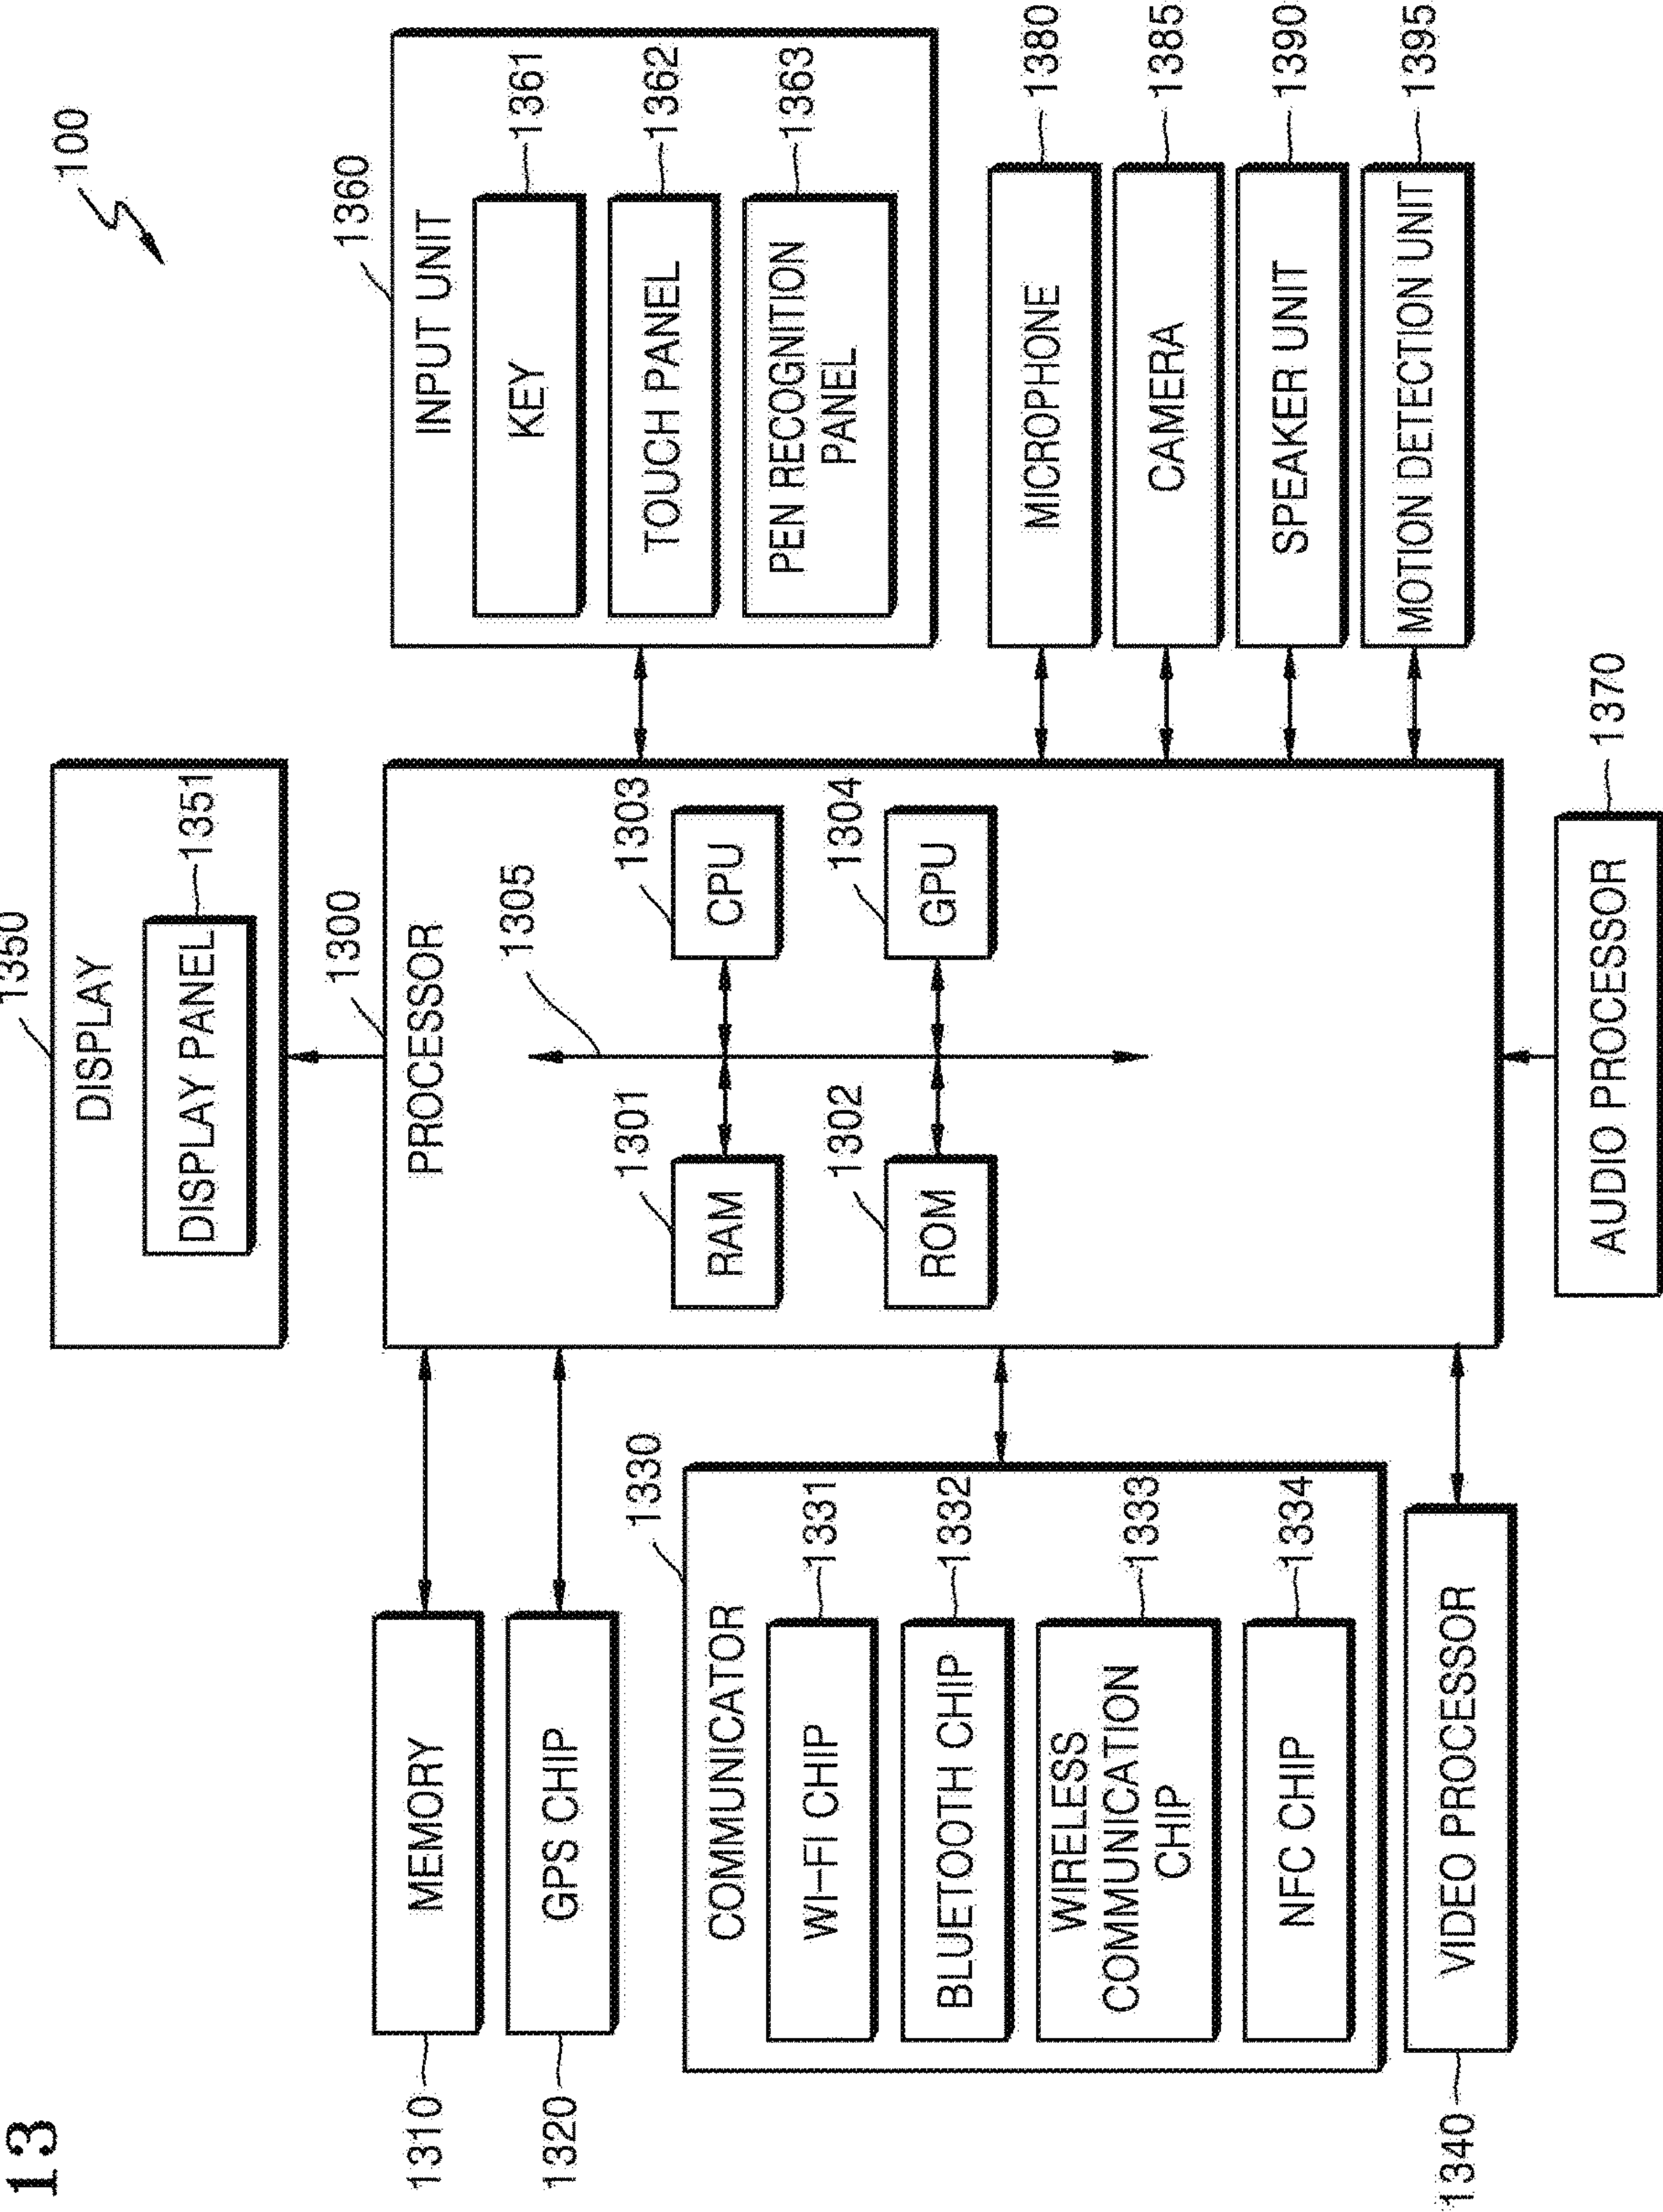 13
100
1350
DISPLAY
DISPLAY PANEL
1351
1300
PROCESSOR
1305
1301
RAM
1303
CPU
1302
ROM
1304
GPU
1310
MEMORY
1320
GPS CHIP
1330
COMMUNICATOR
WI-FI CHIP
1331
BLUETOOTH CHIP
1332
WIRELESS
COMMUNICATION
CHIP
1333
NFC CHIP
1334
1340
VIDEO PROCESSOR
1360
INPUT UNIT
KEY
1361
TOUCH PANEL
1362
PEN RECOGNITION
PANEL
1363
MICROPHONE
1380
CAMERA
1385
SPEAKER UNIT
1390
MOTION DETECTION UNIT
1395
AUDIO PROCESSOR
1370